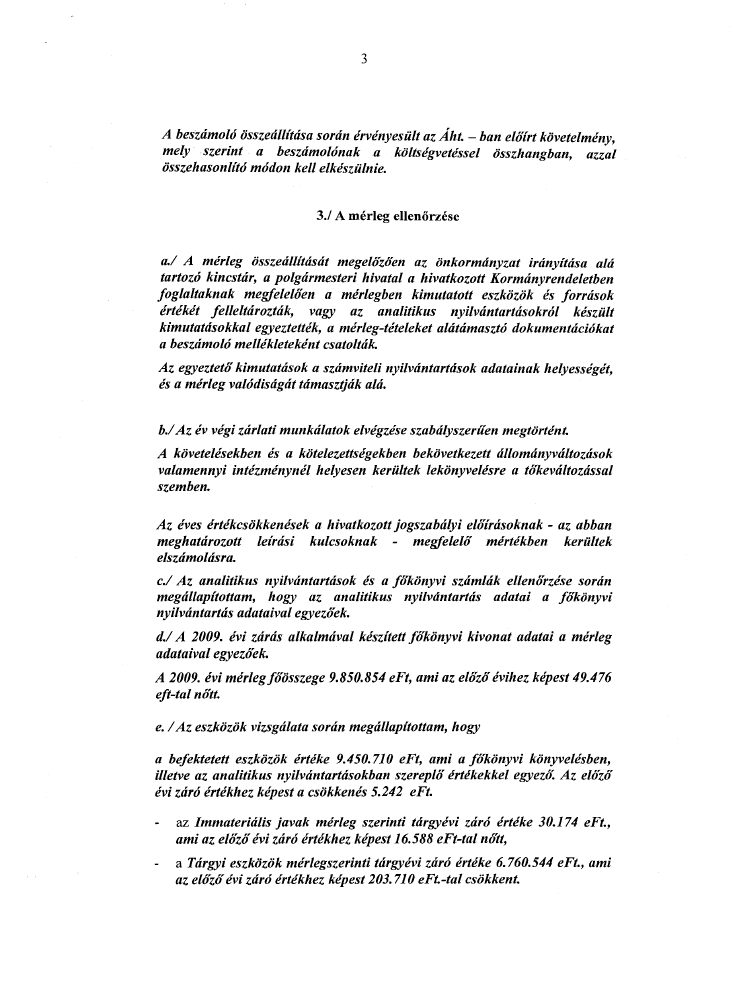 3
A beszámoló összeállítása során érvényesült az Áht. – ban előírt követelmény,
mely szerint a beszámolónak a költségvetéssel összhangban, azzal
összehasonlító módon kell elkészülnie.
3./ A mérleg ellenőrzése
a./ A mérleg összeállítását megelőzően az önkormányzat irányítása alá
tartozó kincstár, a polgármesteri hivatal a hivatkozott Kormányrendeletben
foglaltaknak megfelelően a mérlegben kimutatott eszközök és források
értékét felleltározták, vagy az analitikus nyilvántartásokról készült
kimutatásokkal egyeztették, a mérleg-tételeket alátámasztó dokumentációkat
a beszámoló mellékleteként csatolták.
Az egyeztető kimutatások a számviteli nyilvántartások adatainak helyességét,
és a mérleg valódiságát támasztják alá.
b./ Az év végi zárlati munkálatok elvégzése szabályszerűen megtörtént.
A követelésekben és a kötelezettségekben bekövetkezett állományváltozások
valamennyi intézménynél helyesen kerültek lekönyvelésre a tőkeváltozással
szemben.
Az éves értékcsökkenések a hivatkozott jogszabályi előírásoknak - az abban
meghatározott leírási kulcsoknak - megfelelő mértékben kerültek
elszámolásra.
c./ Az analitikus nyilvántartások és a főkönyvi számlák ellenőrzése során
megállapítottam, hogy az analitikus nyilvántartás adatai a főkönyvi
nyilvántartás adataival egyezőek.
d./ A 2009. évi zárás alkalmával készített főkönyvi kivonat adatai a mérleg
adataival egyezőek.
A 2009. évi mérleg főösszege 9.850.854 eFt, ami az előző évihez képest 49.476
eft-tal nőtt.
e. / Az eszközök vizsgálata során megállapítottam, hogy
a befektetett eszközök értéke 9.450.710 eFt, ami a főkönyvi könyvelésben,
illetve az analitikus nyilvántartásokban szereplő értékekkel egyező. Az előző
évi záró értékhez képest a csökkenés 5.242 eFt.
- az Immateriális javak mérleg szerinti tárgyévi záró értéke 30.174 eFt.,
ami az előző évi záró értékhez képest 16.588 eFt-tal nőtt,
- a Tárgyi eszközök mérlegszerinti tárgyévi záró értéke 6.760.544 eFt., ami
az előző évi záró értékhez képest 203.710 eFt.-tal csökkent.